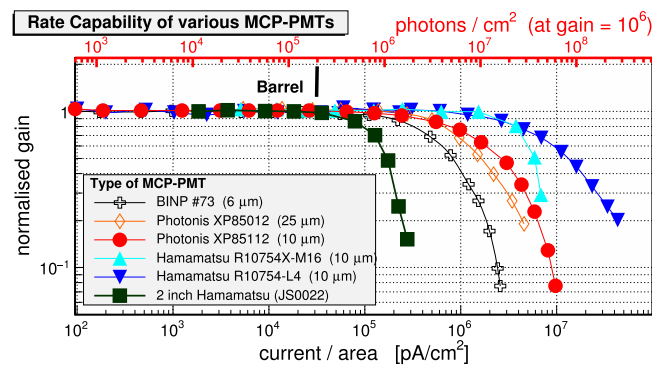 Rate Capability of various MCP-PMTs
photons / cm² (at gain = 10⁶)
10³ 10⁴ 10⁵ 10⁶ 10⁷ 10⁸
Barrel
normalised gain
1
10⁻¹
Type of MCP-PMT
BINP #73 (6 μm)
Photonis XP85012 (25 μm)
Photonis XP85112 (10 μm)
Hamamatsu R10754X-M16 (10 μm)
Hamamatsu R10754-L4 (10 μm)
2 inch Hamamatsu (JS0022)
10² 10³ 10⁴ 10⁵ 10⁶ 10⁷
current / area [pA/cm²]